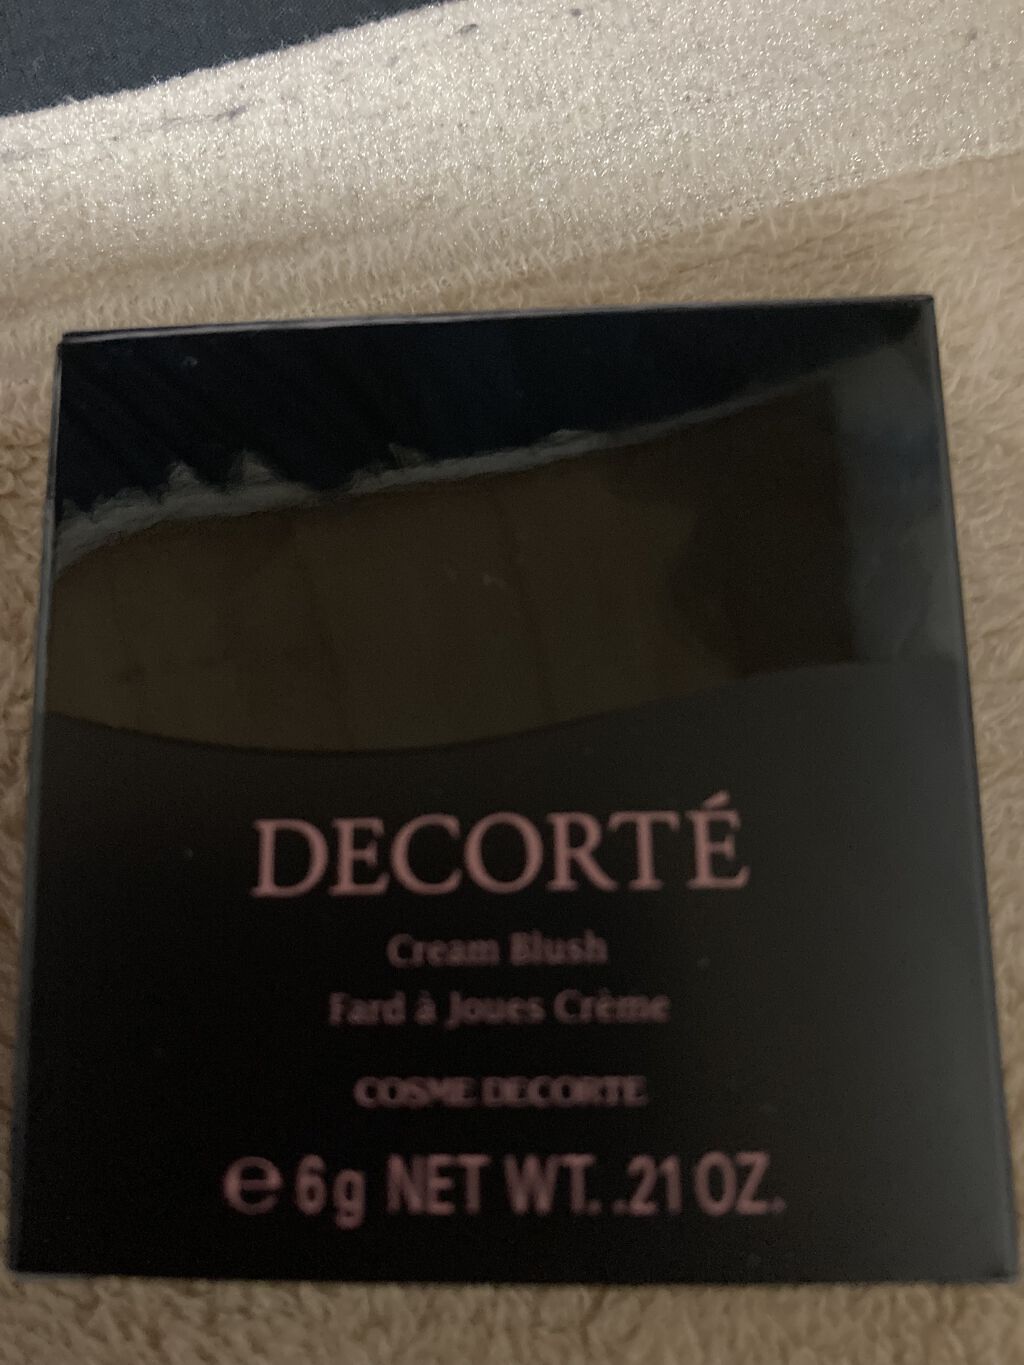 DECORTÉ
Cream Blush
Fard à Joues Crème
COSME DECORTE
℮ 6g NET WT. .21 OZ.